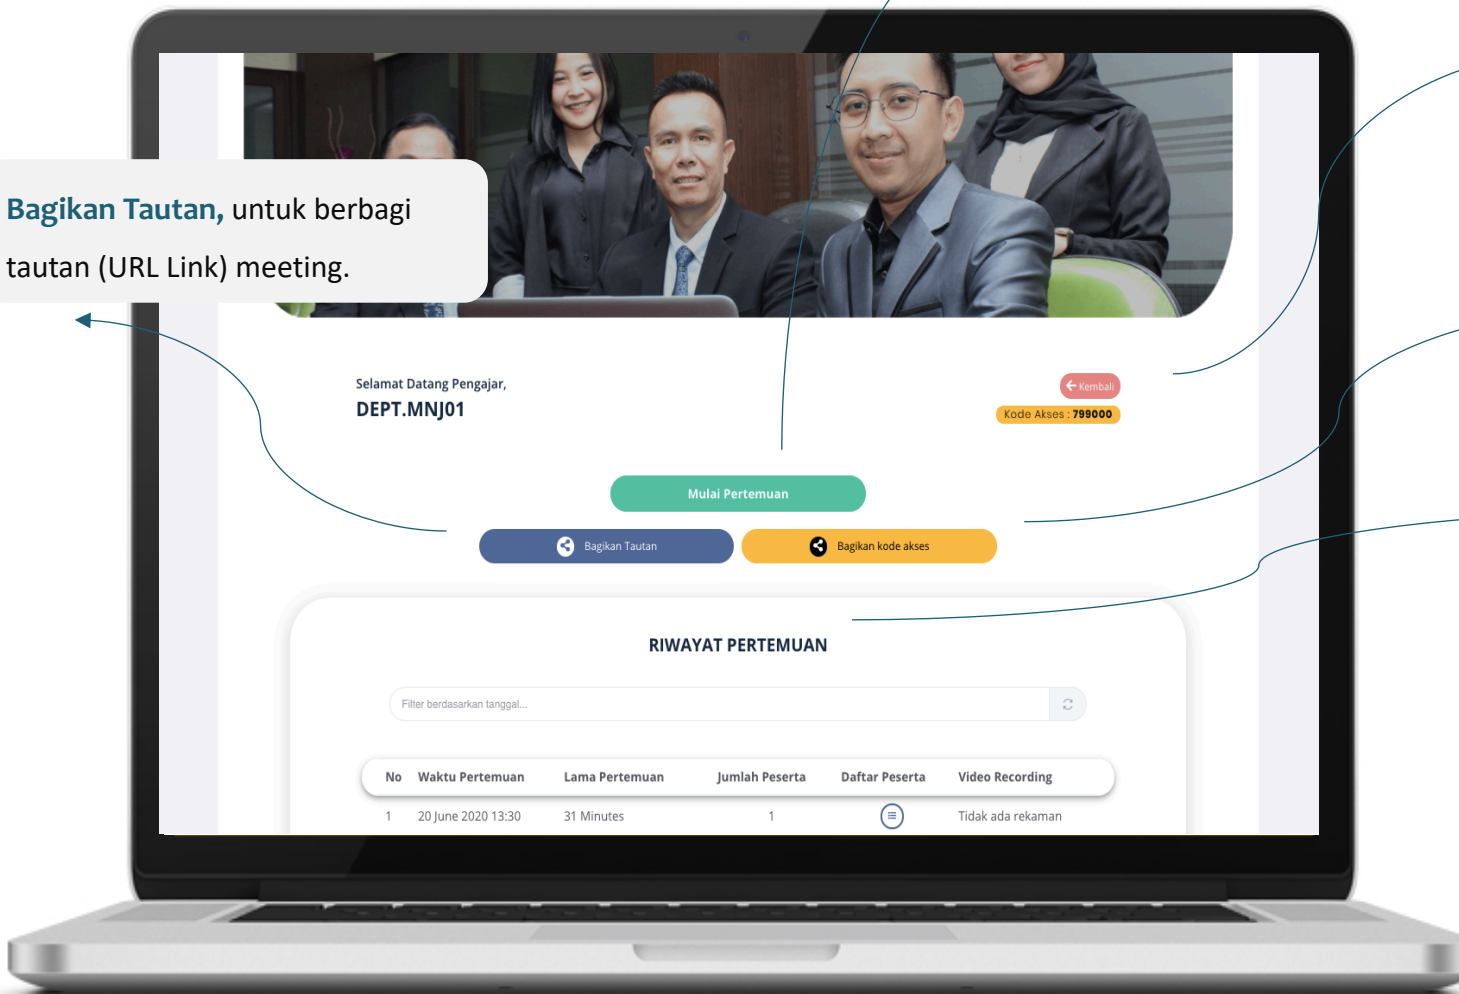 Bagikan Tautan, untuk berbagi
tautan (URL Link) meeting.
Selamat Datang Pengajar,
DEPT.MNJ01
Kembali
Kode Akses : 799000
Mulai Pertemuan
Bagikan Tautan
Bagikan kode akses
RIWAYAT PERTEMUAN
Filter berdasarkan tanggal...
No Waktu Pertemuan Lama Pertemuan Jumlah Peserta Daftar Peserta Video Recording
1 20 June 2020 13:30 31 Minutes 1 Tidak ada rekaman